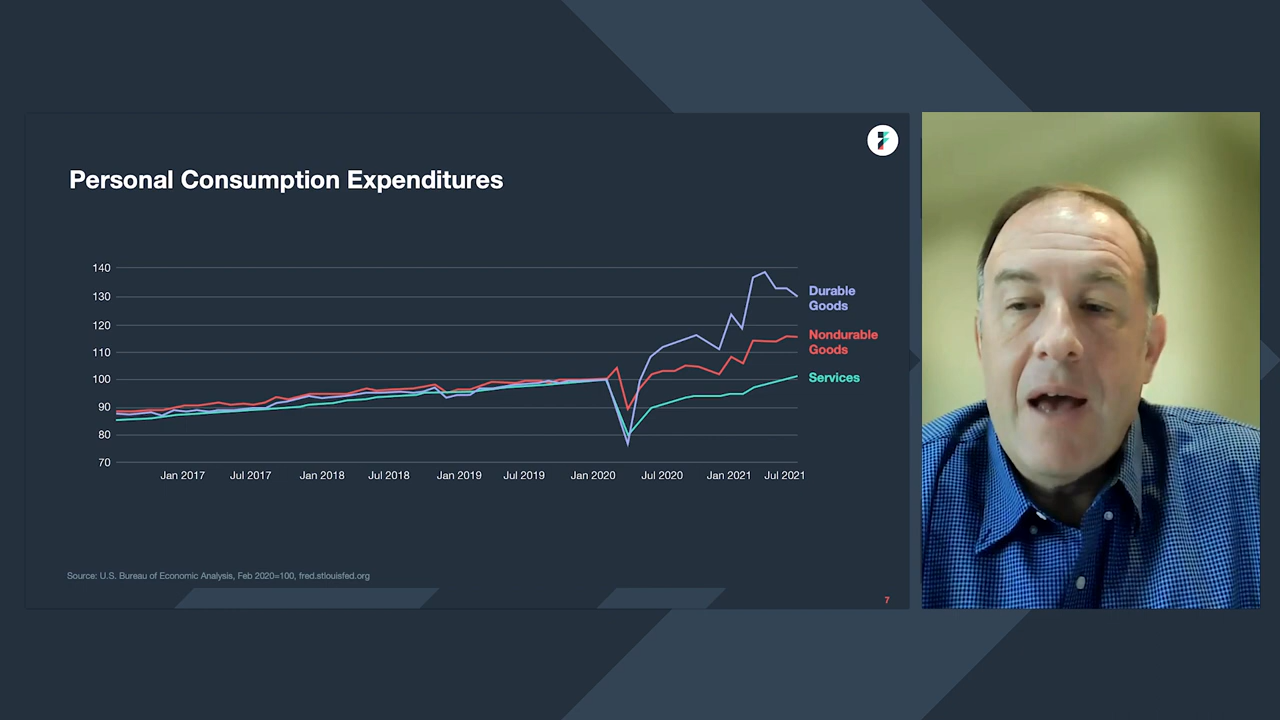 Personal Consumption Expenditures
140
130
120
110
100
90
80
70
Durable
Goods
Nondurable
Goods
Services
Jan 2017 Jul 2017 Jan 2018 Jul 2018 Jan 2019 Jul 2019 Jan 2020 Jul 2020 Jan 2021 Jul 2021
Source: U.S. Bureau of Economic Analysis, Feb 2020=100, fred.stlouisfed.org
7